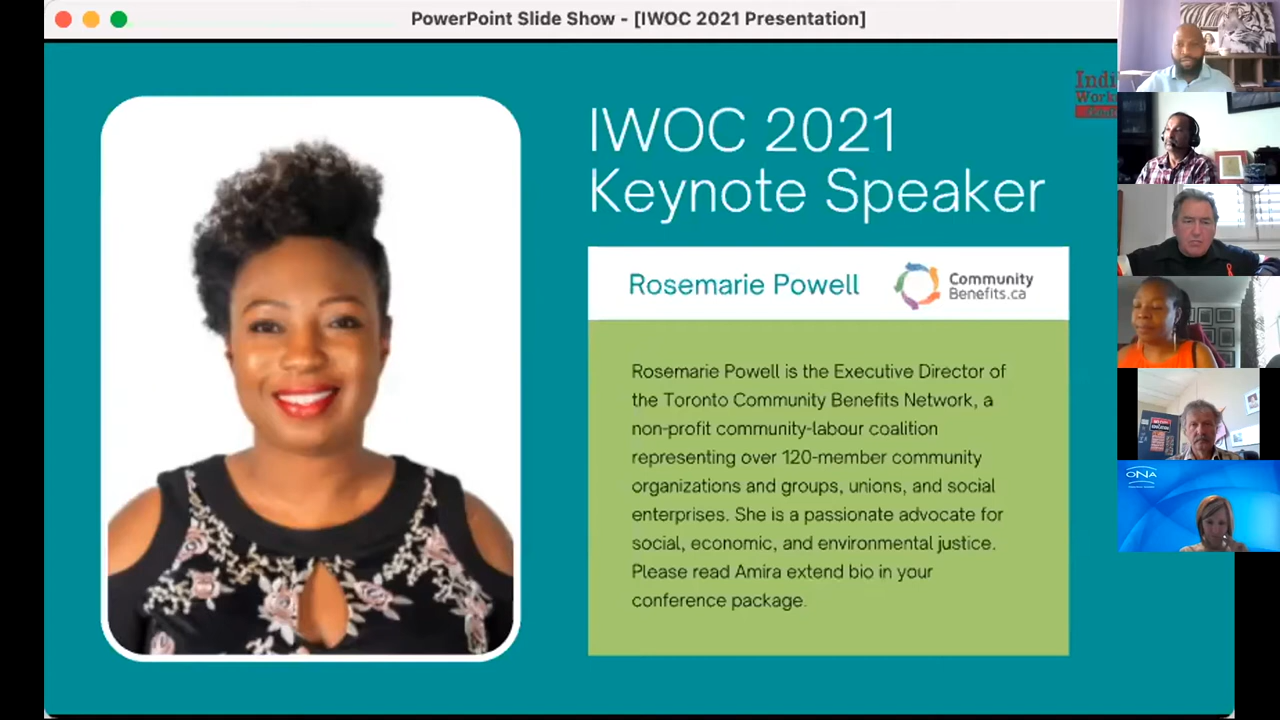 PowerPoint Slide Show - [IWOC 2021 Presentation]
IWOC 2021
Keynote Speaker
Rosemarie Powell
Community
Benefits.ca
Rosemarie Powell is the Executive Director of
the Toronto Community Benefits Network, a
non-profit community-labour coalition
representing over 120-member community
organizations and groups, unions, and social
enterprises. She is a passionate advocate for
social, economic, and environmental justice.
Please read Amira extend bio in your
conference package.
Indi
Work
ONA